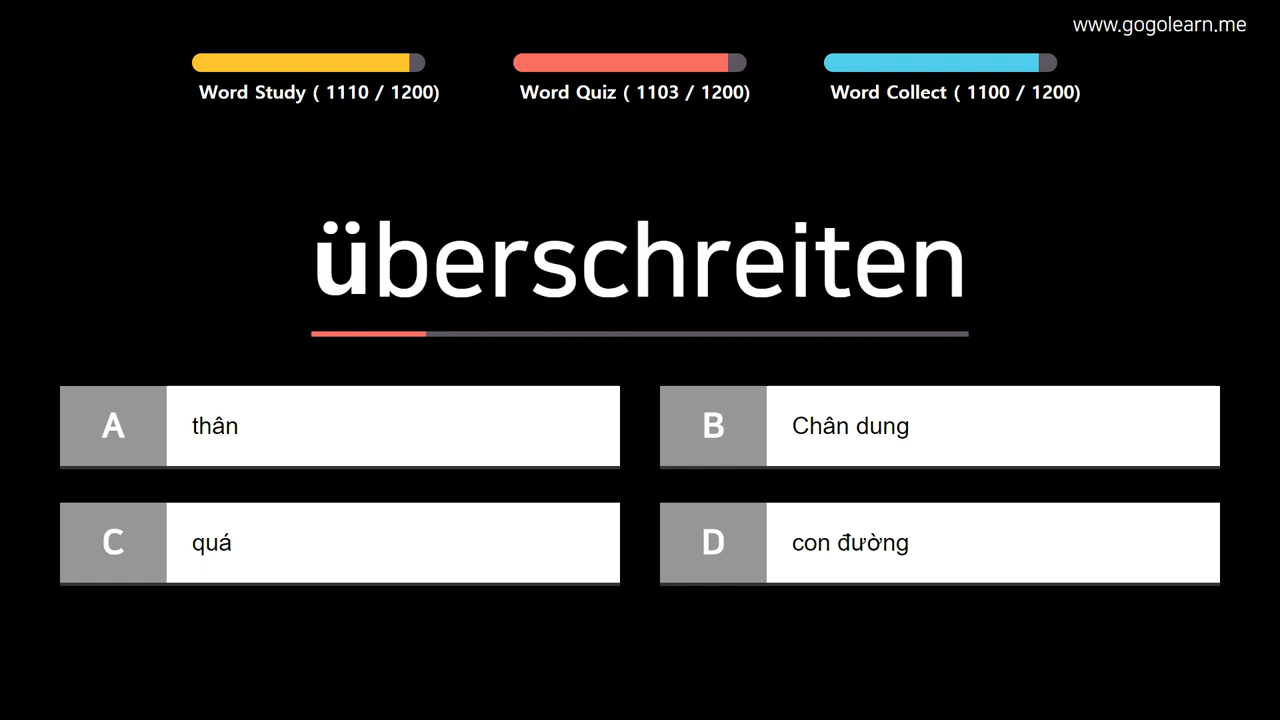 www.gogolearn.me
Word Study ( 1110 / 1200)
Word Quiz ( 1103 / 1200)
Word Collect ( 1100 / 1200)
überschreiten
A thân
B Chân dung
C quá
D con đường